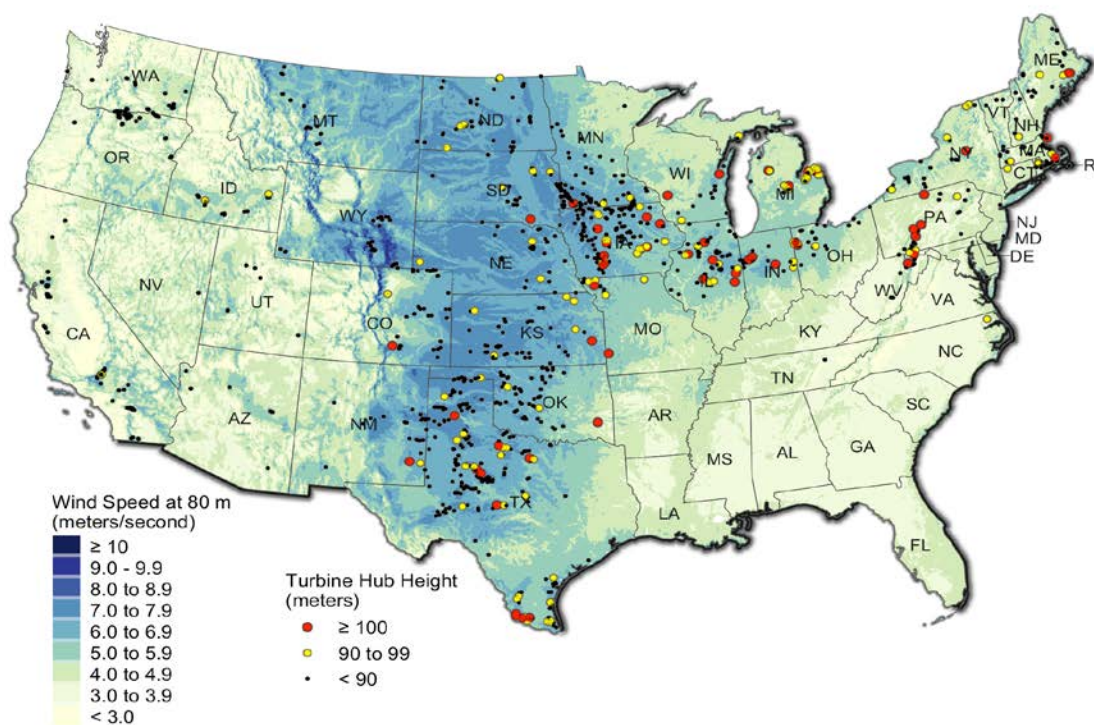 WA
MT
ND
MN
ME
VT
NH
OR
ID
SD
WI
MI
NY
MA
CT
R
WY
IA
PA
NJ
MD
DE
NE
IL
IN
OH
NV
UT
CO
WV
VA
CA
KS
MO
KY
NC
TN
AZ
NM
OK
AR
SC
MS
AL
GA
TX
LA
FL
Wind Speed at 80 m
(meters/second)
≥ 10
9.0 - 9.9
8.0 to 8.9
7.0 to 7.9
6.0 to 6.9
5.0 to 5.9
4.0 to 4.9
3.0 to 3.9
< 3.0
Turbine Hub Height
(meters)
≥ 100
90 to 99
< 90